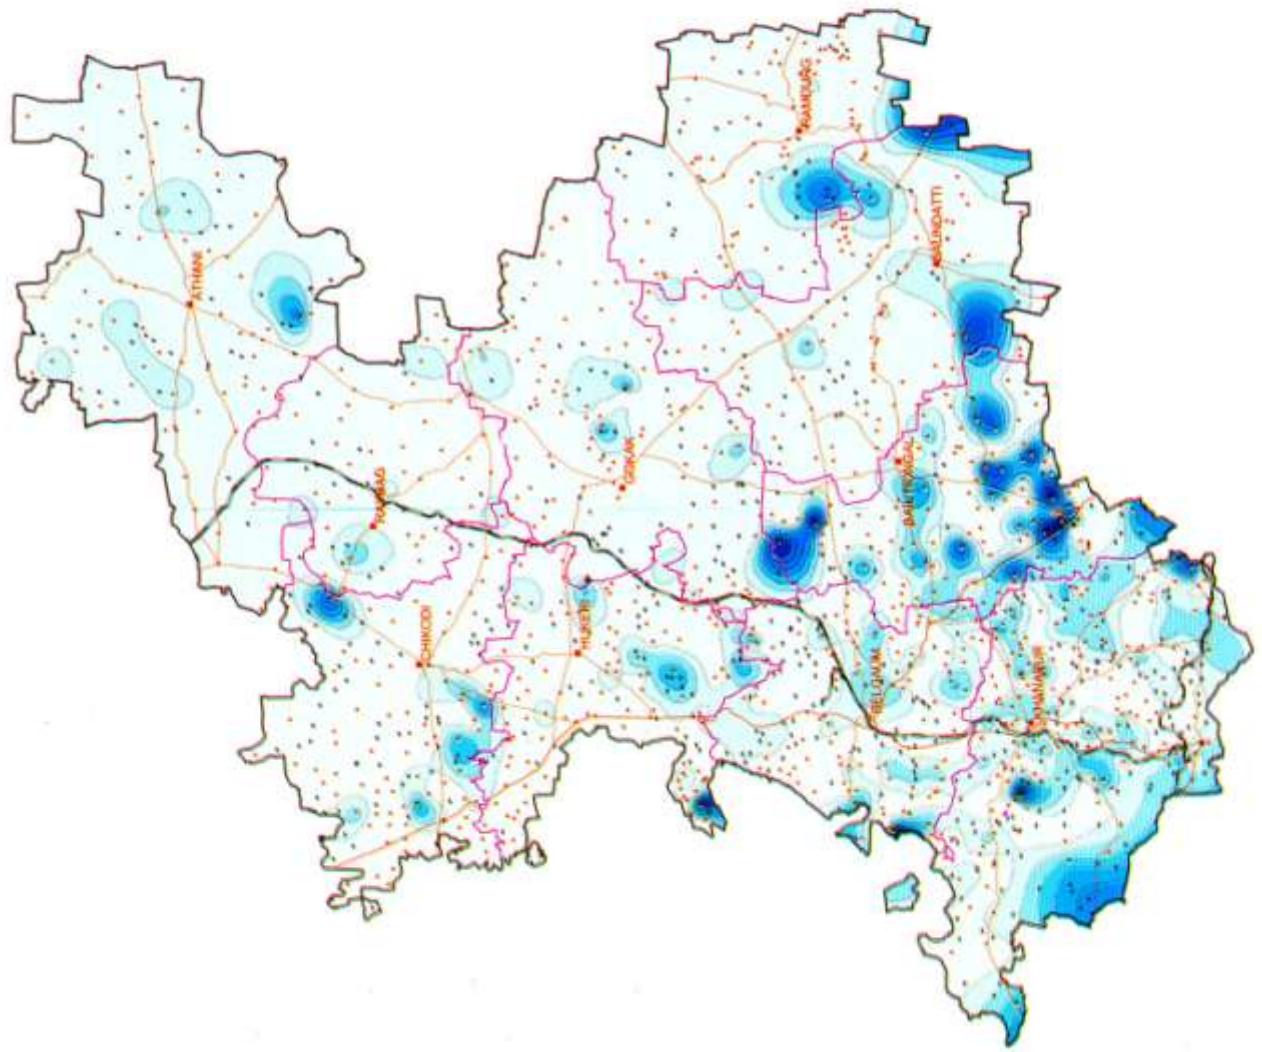 ATHANI
RAMDURG
SAUNDATTI
GOKAK
RAIBAG
BAILHONGAL
CHIKODI
HUKERI
BELGAUM
KHANAPUR